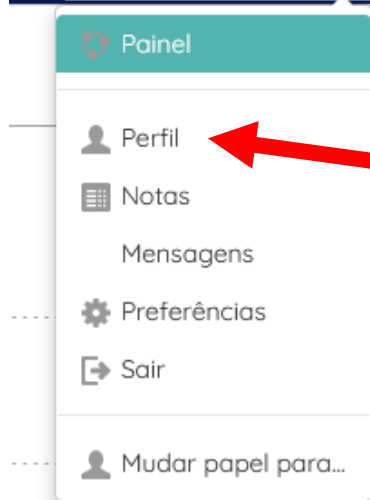 Painel
Perfil
Notas
Mensagens
Preferências
Sair
Mudar papel para...